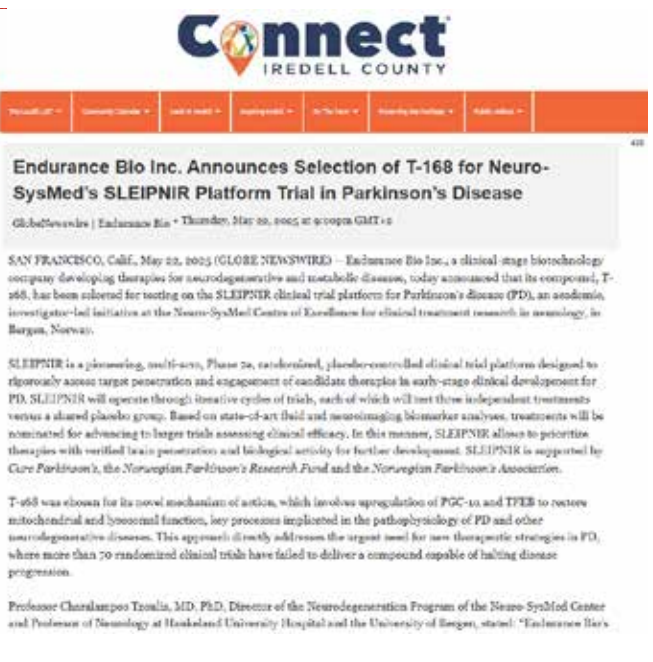 Connect
IREDELL COUNTY
Endurance Bio Inc. Announces Selection of T-168 for Neuro-
SysMed's SLEIPNIR Platform Trial in Parkinson's Disease
GlobeNewswire | Endurance Bio • Thursday, May 22, 2025 at 9:00pm GMT+2
SAN FRANCISCO, Calif., May 22, 2025 (GLOBE NEWSWIRE) -- Endurance Bio Inc., a clinical-stage biotechnology
company developing therapies for neurodegenerative and metabolic diseases, today announced that its compound, T-
168, has been selected for testing on the SLEIPNIR clinical trial platform for Parkinson's disease (PD), an academic,
investigator-led initiative at the Neuro-SysMed Centre of Excellence for clinical treatment research in neurology, in
Bergen, Norway.
SLEIPNIR is a pioneering, multi-arm, Phase 2a, randomized, placebo-controlled clinical trial platform designed to
rigorously assess target penetration and engagement of candidate therapies in early-stage clinical development for
PD. SLEIPNIR will operate through iterative cycles of trials, each of which will test three independent treatments
versus a shared placebo group. Based on state-of-art fluid and neuroimaging biomarker analyses, treatments will be
nominated for advancing to larger trials assessing clinical efficacy. In this manner, SLEIPNIR allows to prioritize
therapies with verified brain penetration and biological activity for further development. SLEIPNIR is supported by
Cure Parkinson's, the Norwegian Parkinson's Research Fund and the Norwegian Parkinson's Association.
T-168 was chosen for its novel mechanism of action, which involves upregulation of PGC-1α and TFEB to restore
mitochondrial and lysosomal function, key processes implicated in the pathophysiology of PD and other
neurodegenerative diseases. This approach directly addresses the urgent need for new therapeutic strategies in PD,
where more than 70 randomized clinical trials have failed to deliver a compound capable of halting disease
progression.
Professor Charalampos Tzoulis, MD, PhD, Director of the Neurodegeneration Program of the Neuro-SysMed Center
and Professor of Neurology at Haukeland University Hospital and the University of Bergen, stated: "Endurance Bio's